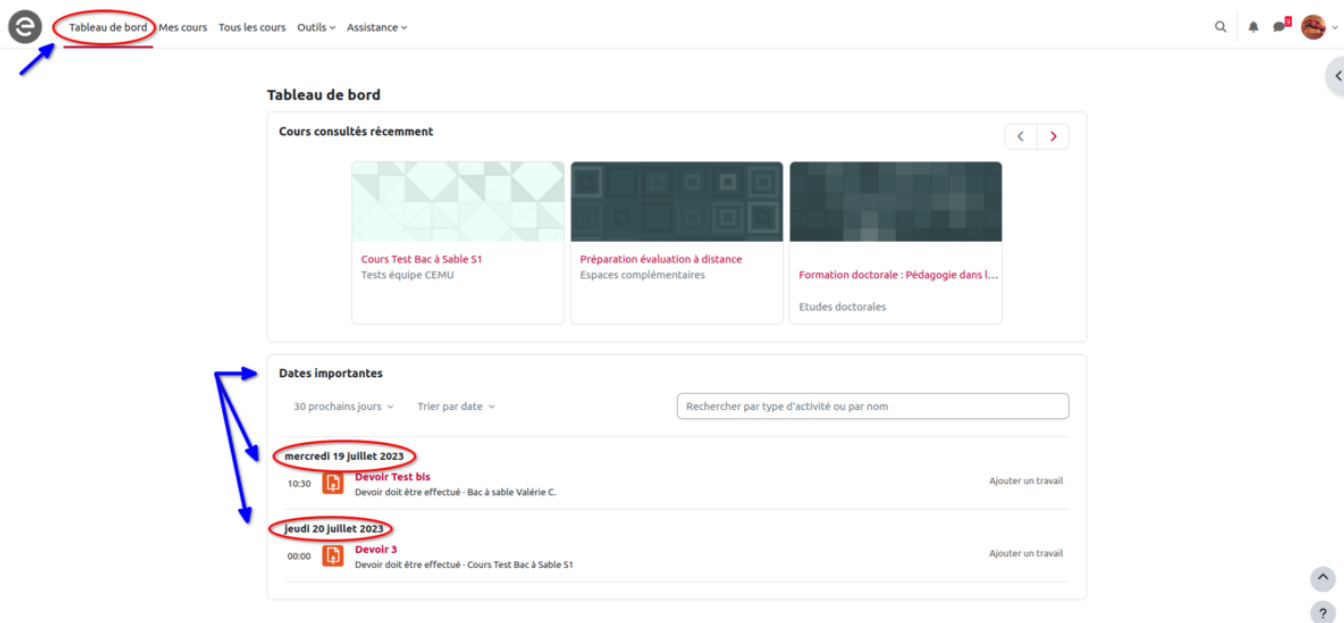 e
Tableau de bord Mes cours Tous les cours Outils Assistance
Tableau de bord
Cours consultés récemment
Cours Test Bac à Sable S1
Tests équipe CEMU
Préparation évaluation à distance
Espaces complémentaires
Formation doctorale : Pédagogie dans l...
Etudes doctorales
Dates importantes
30 prochains jours Trier par date Rechercher par type d'activité ou par nom
mercredi 19 juillet 2023
10:30 Devoir Test bis Ajouter un travail
Devoir doit être effectué · Bac à sable Valérie C.
jeudi 20 juillet 2023
00:00 Devoir 3 Ajouter un travail
Devoir doit être effectué · Cours Test Bac à Sable S1
?